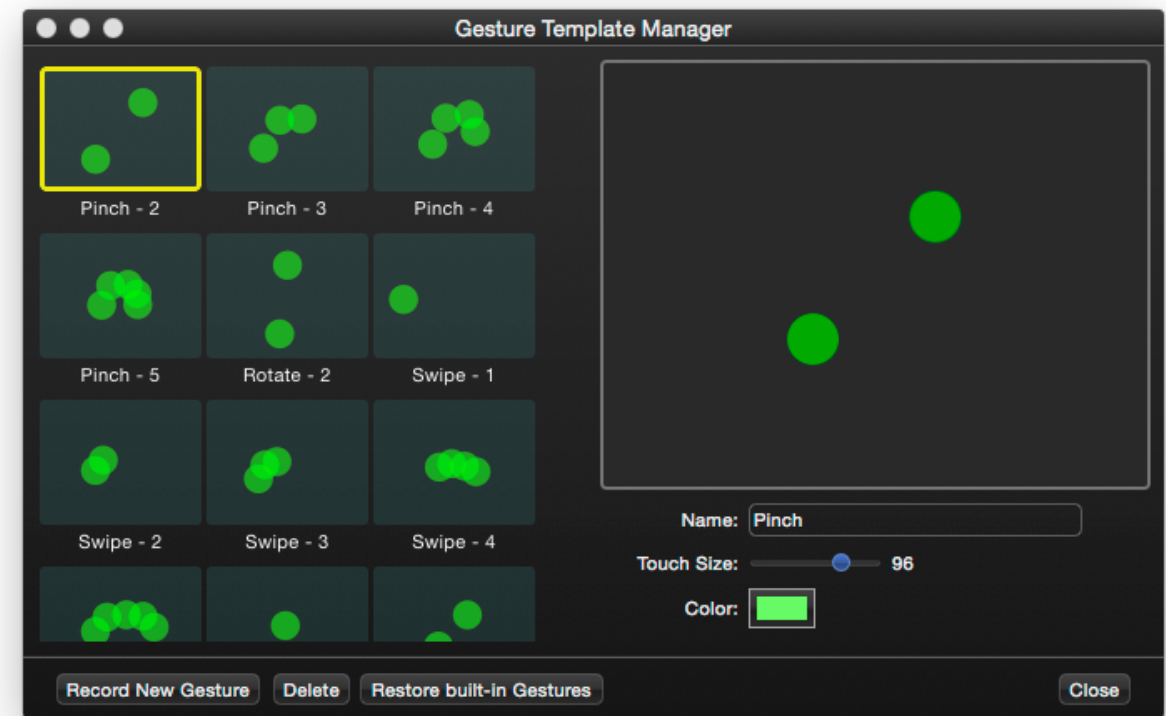 Gesture Template Manager
Pinch - 2 Pinch - 3 Pinch - 4
Pinch - 5 Rotate - 2 Swipe - 1
Swipe - 2 Swipe - 3 Swipe - 4
Name: Pinch
Touch Size: 96
Color:
Record New Gesture Delete Restore built-in Gestures Close